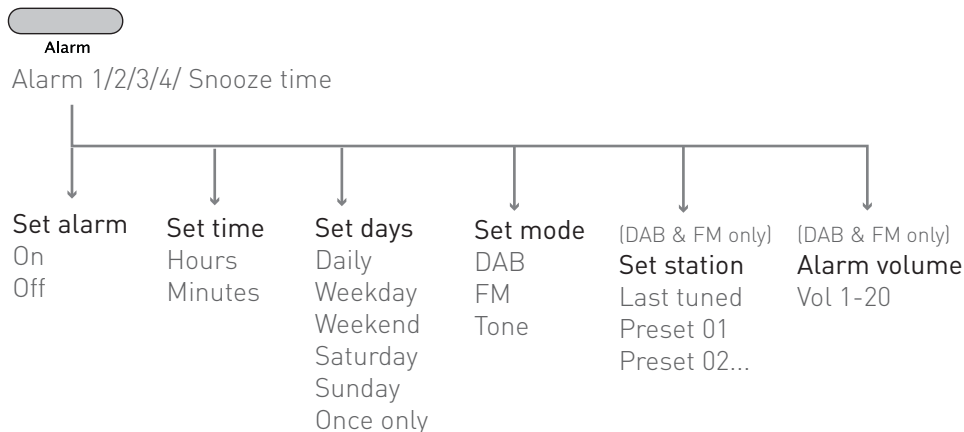 Alarm
Alarm 1/2/3/4/ Snooze time
Set alarm
On
Off
Set time
Hours
Minutes
Set days
Daily
Weekday
Weekend
Saturday
Sunday
Once only
Set mode
DAB
FM
Tone
(DAB & FM only)
Set station
Last tuned
Preset 01
Preset 02...
(DAB & FM only)
Alarm volume
Vol 1-20